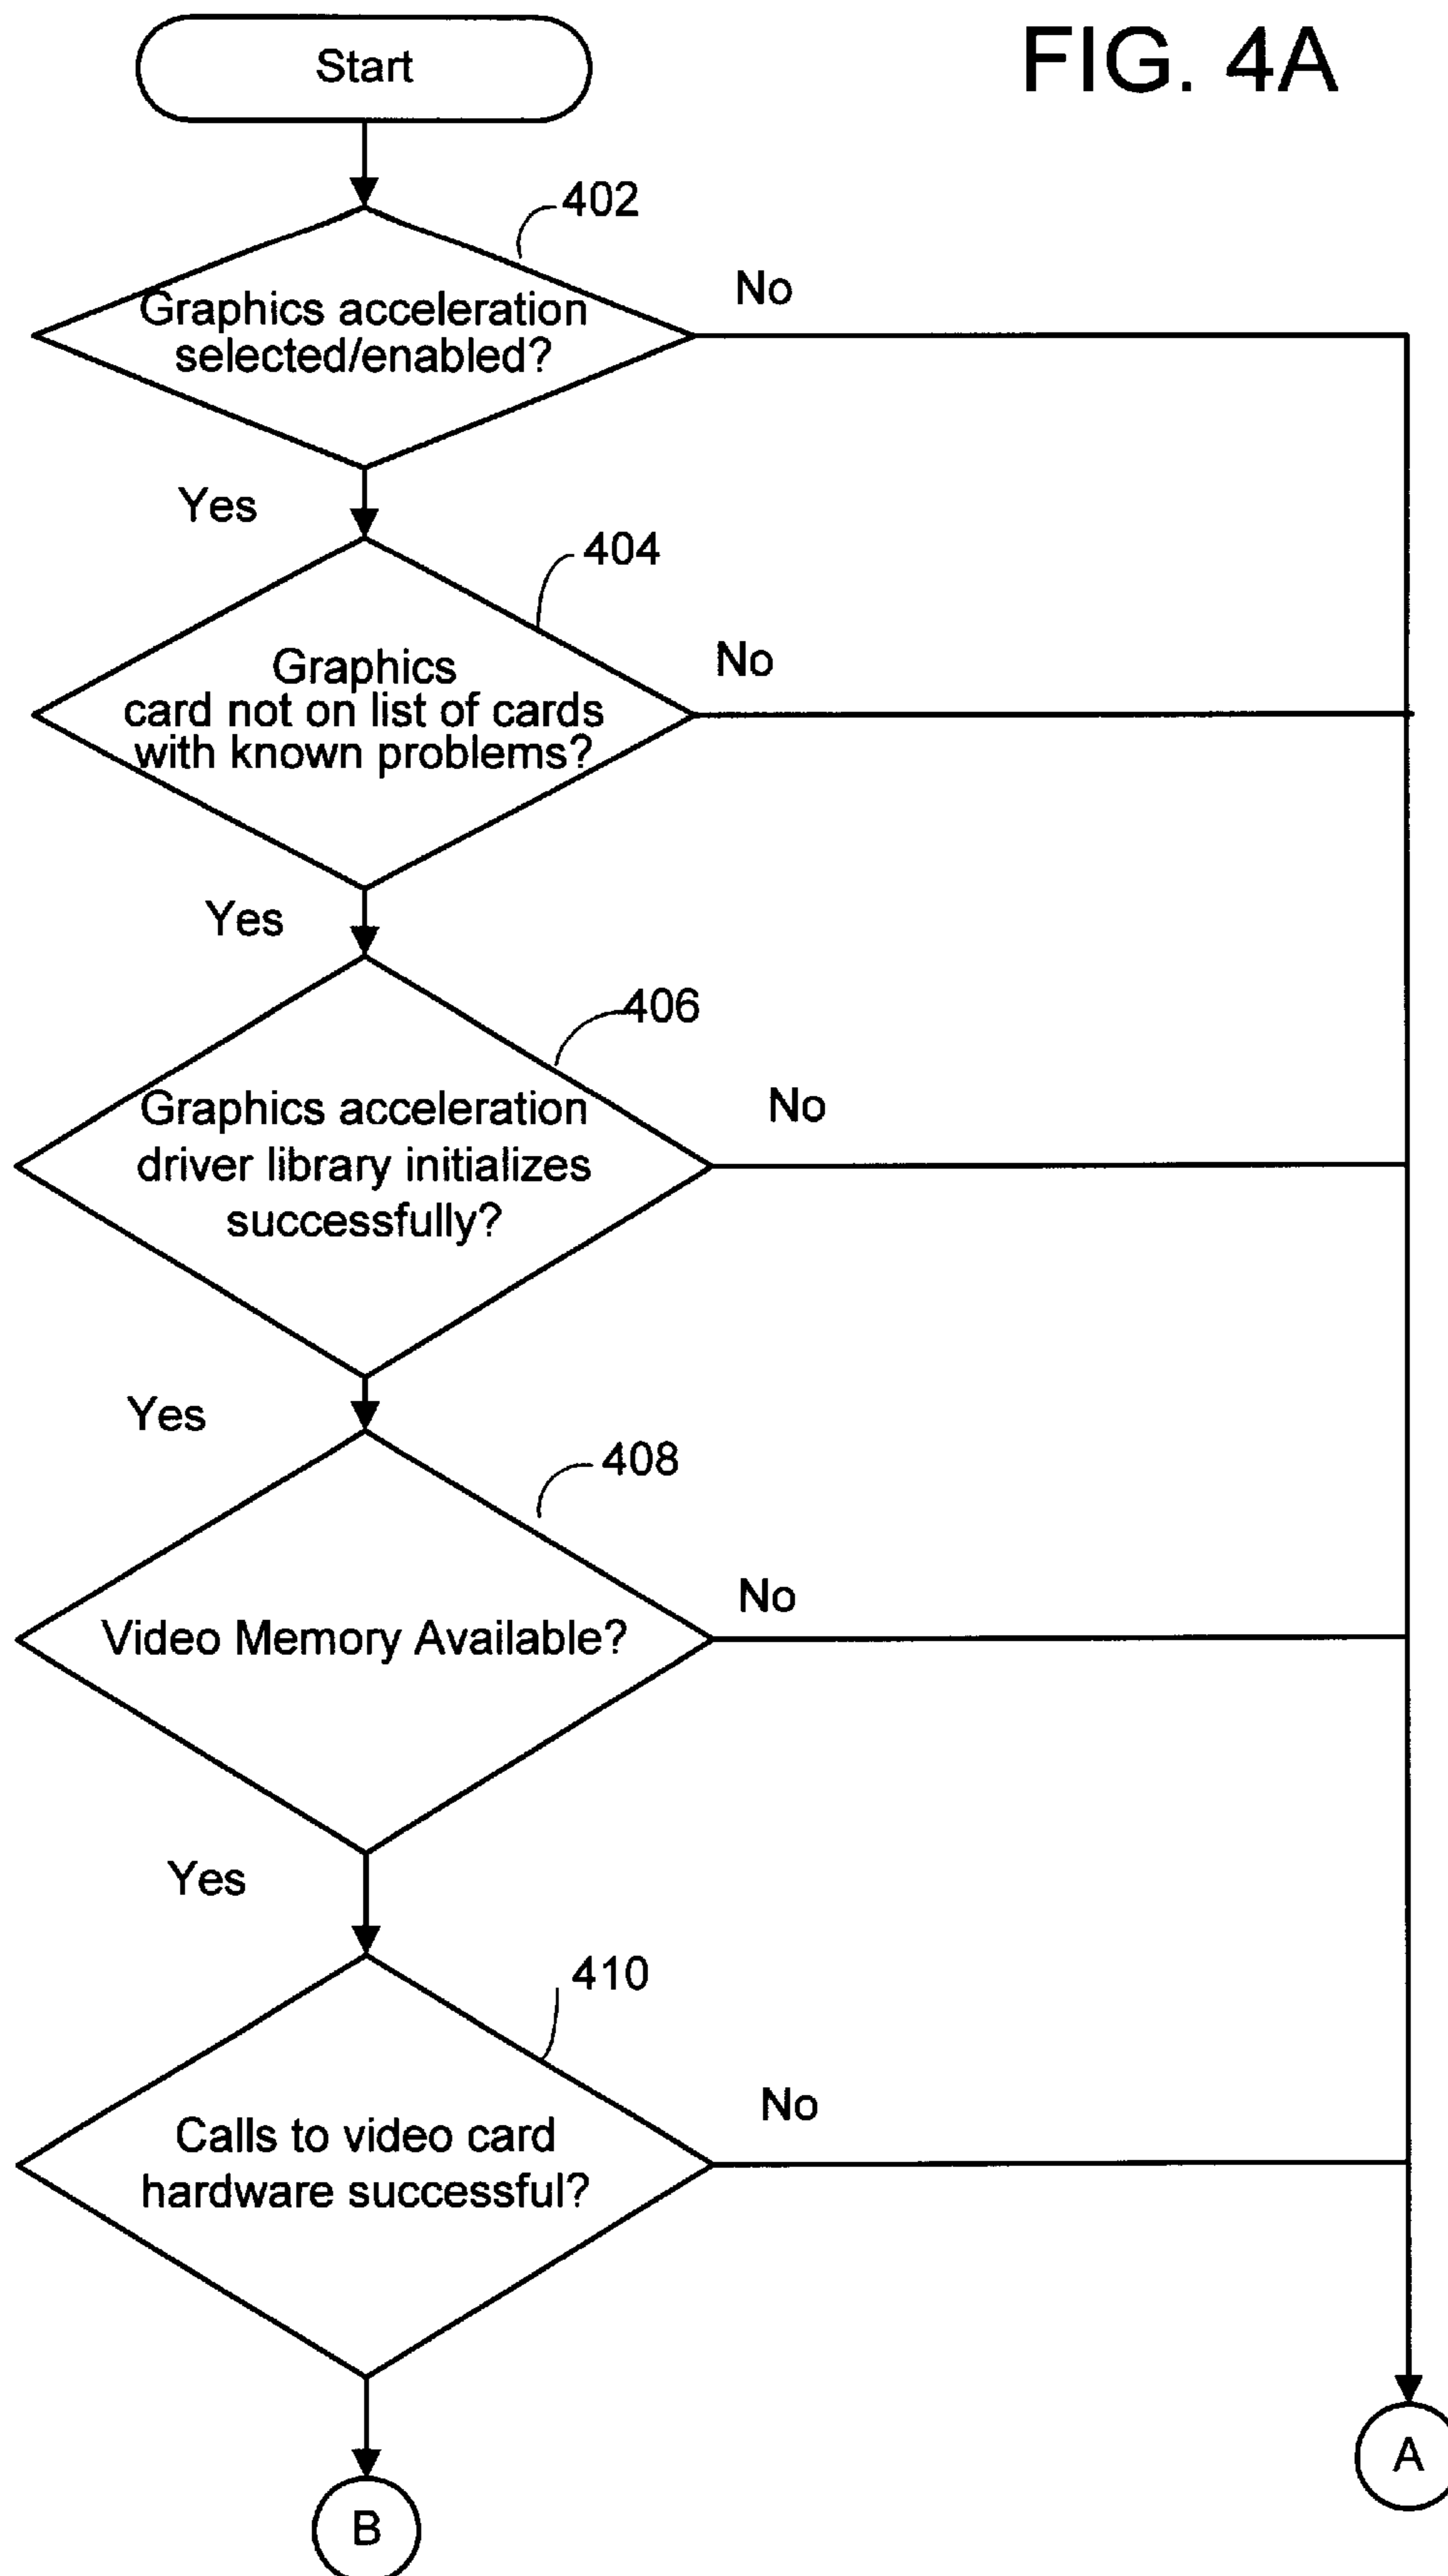 FIG. 4A
Start
402
Graphics acceleration
selected/enabled?
No
Yes
404
Graphics
card not on list of cards
with known problems?
No
Yes
406
Graphics acceleration
driver library initializes
successfully?
No
Yes
408
Video Memory Available?
No
Yes
410
Calls to video card
hardware successful?
No
A
B